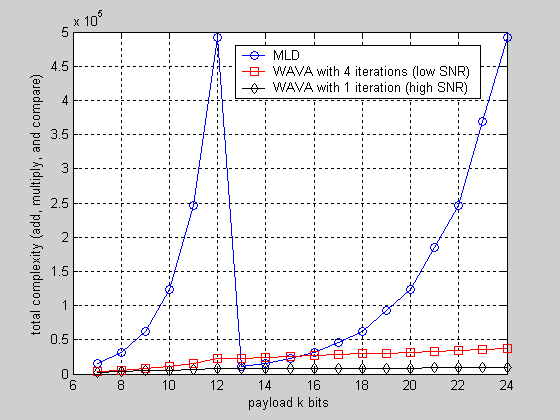 x 10^5
5
4.5
4
3.5
3
2.5
2
1.5
1
0.5
0
total complexity (add, multiply, and compare)
MLD
WAVA with 4 iterations (low SNR)
WAVA with 1 iteration (high SNR)
6 8 10 12 14 16 18 20 22 24
payload k bits